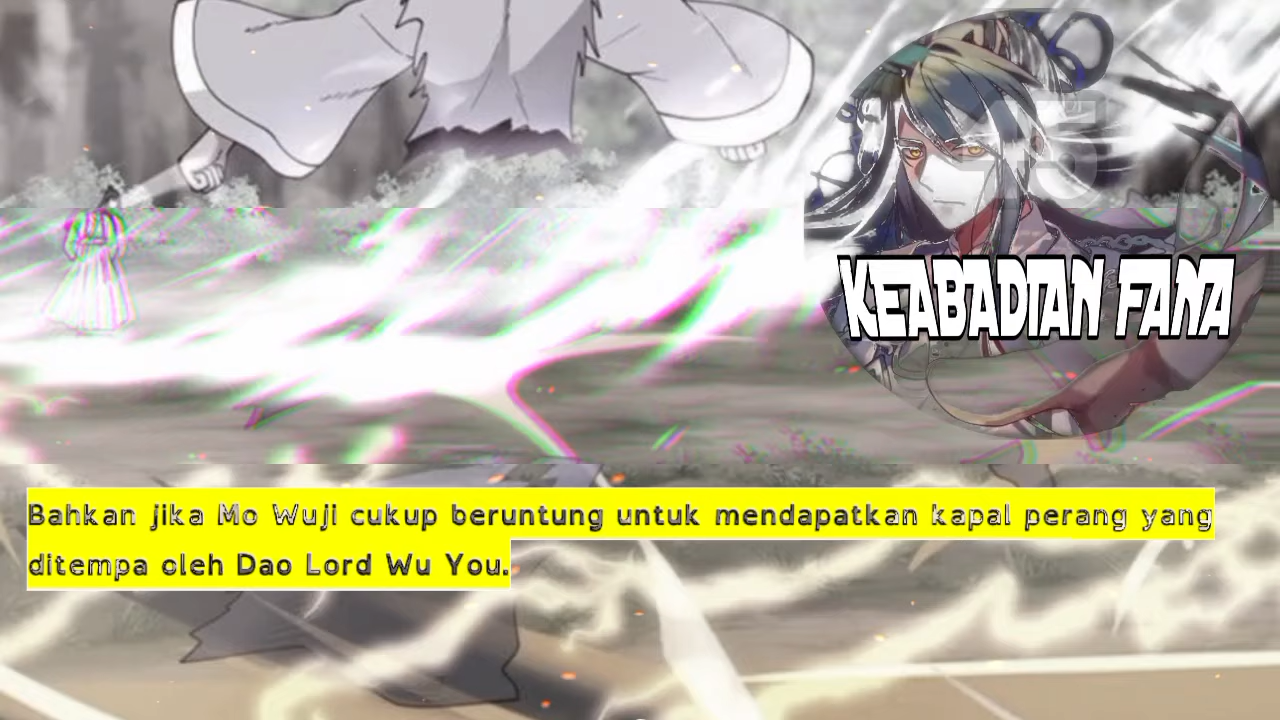 KEABADIAN FANA
Bahkan jika Mo Wuji cukup beruntung untuk mendapatkan kapal perang yang
ditempa oleh Dao Lord Wu You.